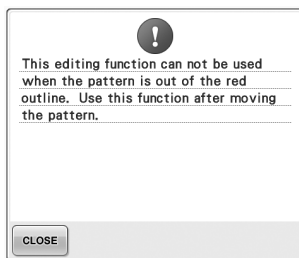 This editing function can not be used
when the pattern is out of the red
outline. Use this function after moving
the pattern.
CLOSE